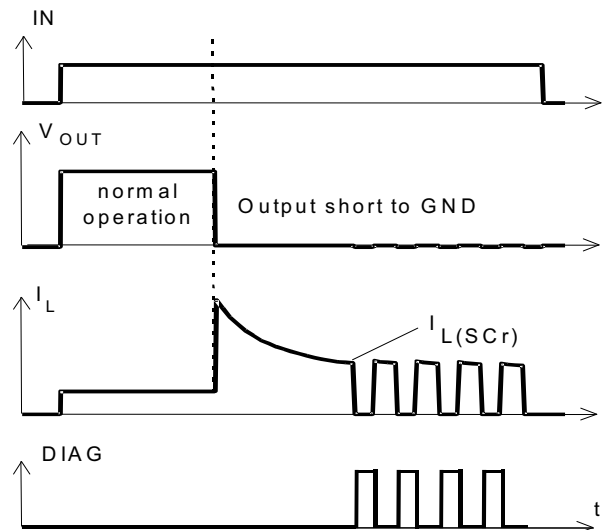 IN
V OUT
normal
operation
Output short to GND
I L
I L(SCr)
DIAG
t